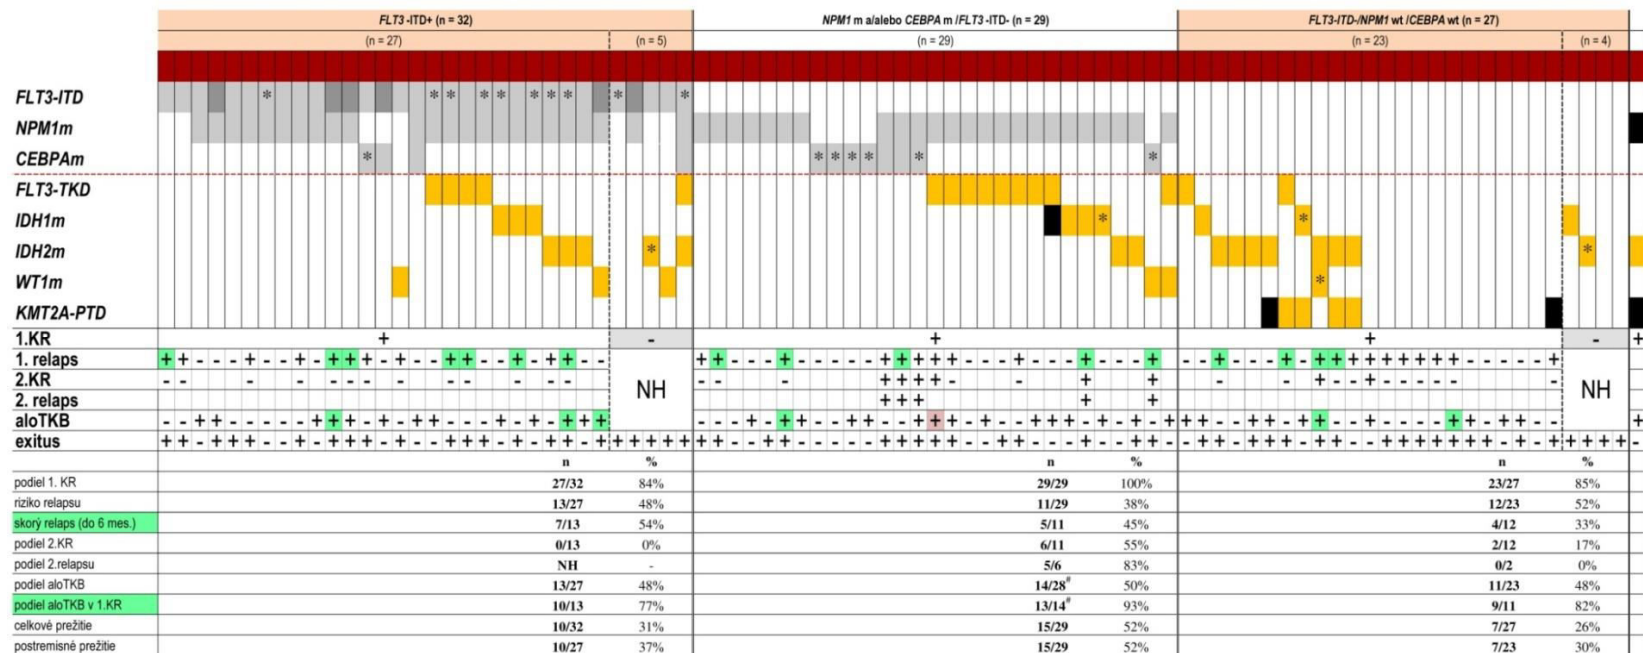 FLT3 -ITD+ (n = 32)
NPM1 m a/alebo CEBPA m /FLT3 -ITD- (n = 29)
FLT3-ITD-/NPM1 wt /CEBPA wt (n = 27)
(n = 27) (n = 5) (n = 29) (n = 23) (n = 4)
FLT3-ITD * * * * * * * * * *
NPM1m
CEBPAm * * * * * * *
FLT3-TKD
IDH1m * *
IDH2m * *
WT1m *
KMT2A-PTD
1.KR + - + + - +
1. relaps + + - - - + - - + - + + + - + - - + + - - + - + + - - + + - - - + - - - - - + + + + + - - - + - - - + - - - + - - - + - - - + - + + + + + + + + + - - - - - +
2.KR - - - - - - - - - - - - - - - - + + + + - - + + - - + - - + - - - - - -
NH
NH
2. relaps + + + + +
aloTKB
exitus
n % n % n %
podiel 1. KR 27/32 84% 29/29 100% 23/27 85%
riziko relapsu 13/27 48% 11/29 38% 12/23 52%
skorý relaps (do 6 mes.) 7/13 54% 5/11 45% 4/12 33%
podiel 2.KR 0/13 0% 6/11 55% 2/12 17%
podiel 2.relapsu NH - 5/6 83% 0/2 0%
podiel aloTKB 13/27 48% 14/28# 50% 11/23 48%
podiel aloTKB v 1.KR 10/13 77% 13/14# 93% 9/11 82%
celkové prežitie 10/32 31% 15/29 52% 7/27 26%
postremisné prežitie 10/27 37% 15/29 52% 7/23 30%